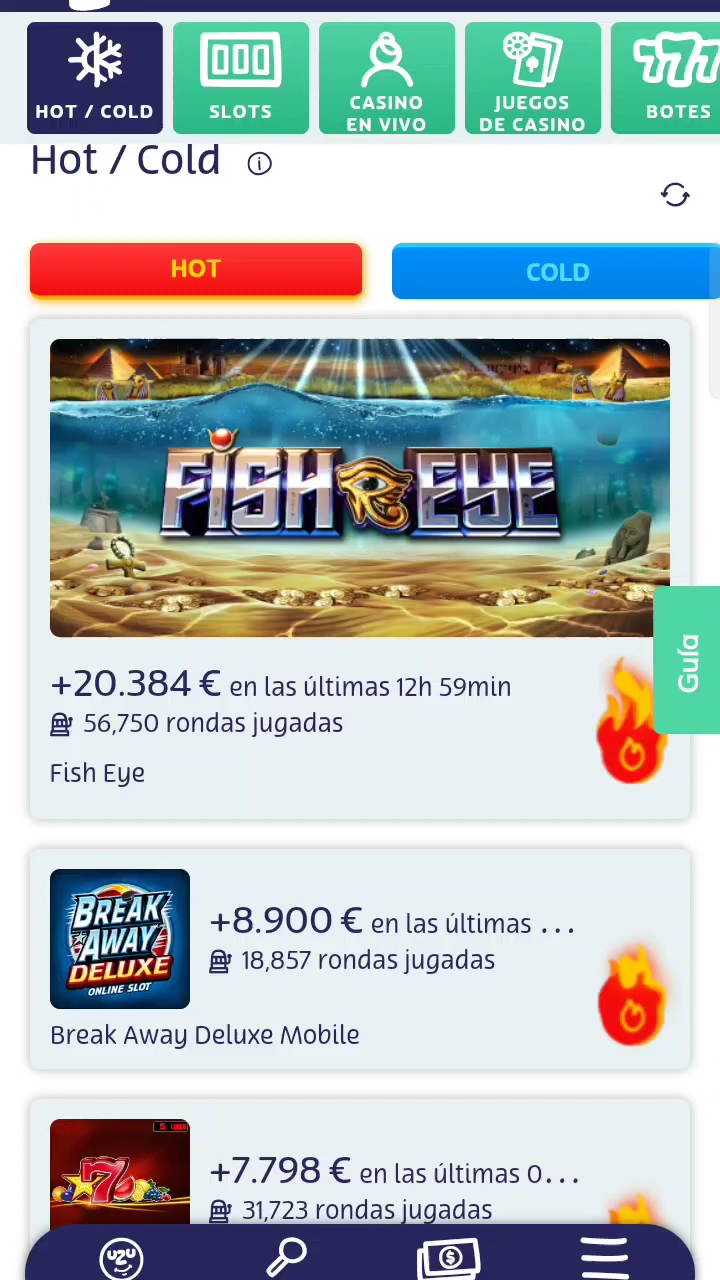 HOT / COLD
SLOTS
CASINO
EN VIVO
JUEGOS
DE CASINO
777
BOTES
Hot / Cold
HOT
COLD
FISH EYE
+20.384 € en las últimas 12h 59min
56,750 rondas jugadas
Fish Eye
Guía
BREAK
AWAY
DELUXE
ONLINE SLOT
+8.900 € en las últimas ...
18,857 rondas jugadas
Break Away Deluxe Mobile
7
+7.798 € en las últimas 0...
31,723 rondas jugadas
uzu